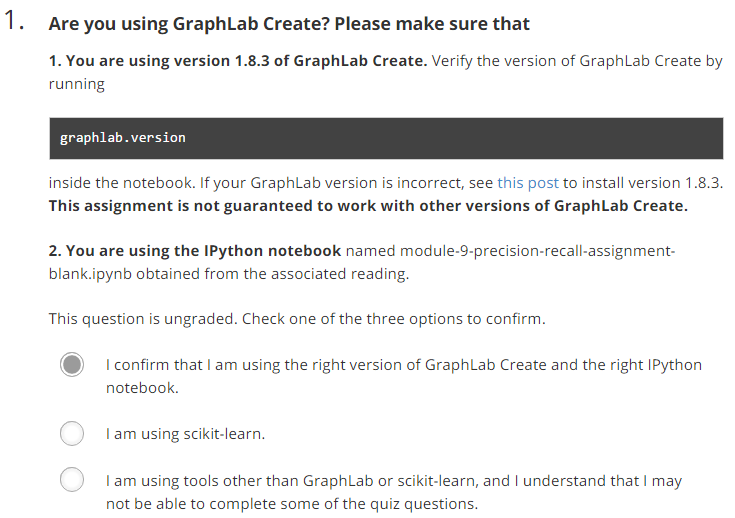 1. Are you using GraphLab Create? Please make sure that
1. You are using version 1.8.3 of GraphLab Create. Verify the version of GraphLab Create by
running
graphlab.version
inside the notebook. If your GraphLab version is incorrect, see this post to install version 1.8.3.
This assignment is not guaranteed to work with other versions of GraphLab Create.
2. You are using the IPython notebook named module-9-precision-recall-assignment-
blank.ipynb obtained from the associated reading.
This question is ungraded. Check one of the three options to confirm.
I confirm that I am using the right version of GraphLab Create and the right IPython
notebook.
I am using scikit-learn.
I am using tools other than GraphLab or scikit-learn, and I understand that I may
not be able to complete some of the quiz questions.